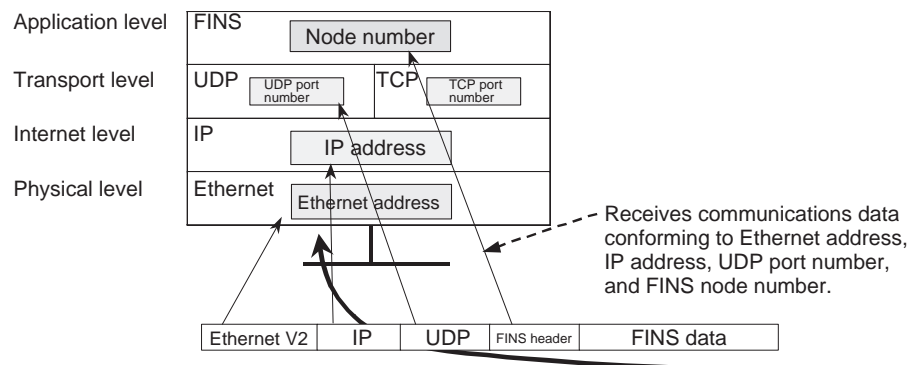 Application level
FINS
Node number
Transport level
UDP
UDP port
number
TCP
TCP port
number
Internet level
IP
IP address
Physical level
Ethernet
Ethernet address
Receives communications data
conforming to Ethernet address,
IP address, UDP port number,
and FINS node number.
Ethernet V2
IP
UDP
FINS header
FINS data